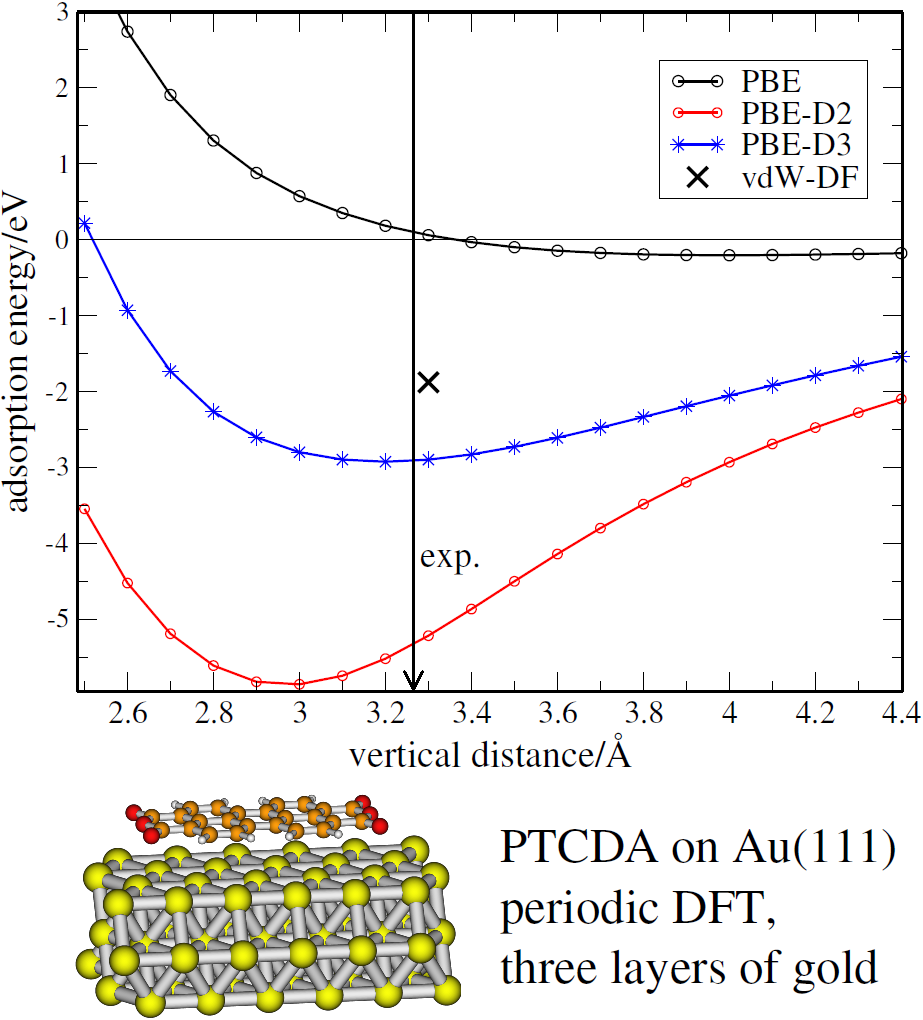 3
2
1
0
-1
-2
-3
-4
-5
adsorption energy/eV
PBE
PBE-D2
PBE-D3
vdW-DF
exp.
2.6 2.8 3 3.2 3.4 3.6 3.8 4 4.2 4.4
vertical distance/Å
PTCDA on Au(111)
periodic DFT,
three layers of gold